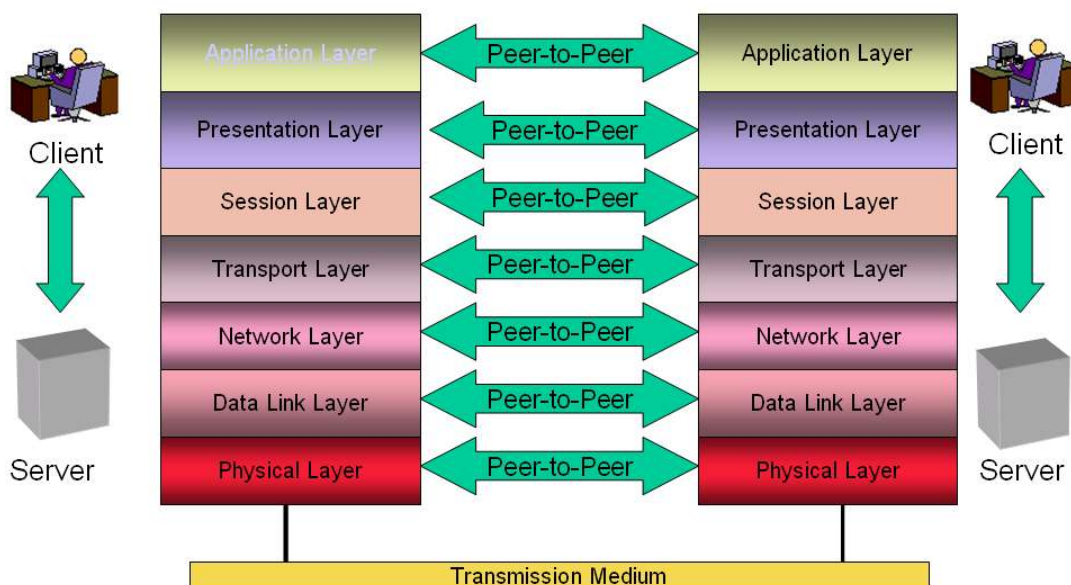 Application Layer Peer-to-Peer Application Layer
Client Client
Presentation Layer Peer-to-Peer Presentation Layer
Session Layer Peer-to-Peer Session Layer
Transport Layer Peer-to-Peer Transport Layer
Network Layer Peer-to-Peer Network Layer
Data Link Layer Peer-to-Peer Data Link Layer
Server Physical Layer Peer-to-Peer Physical Layer Server
Transmission Medium